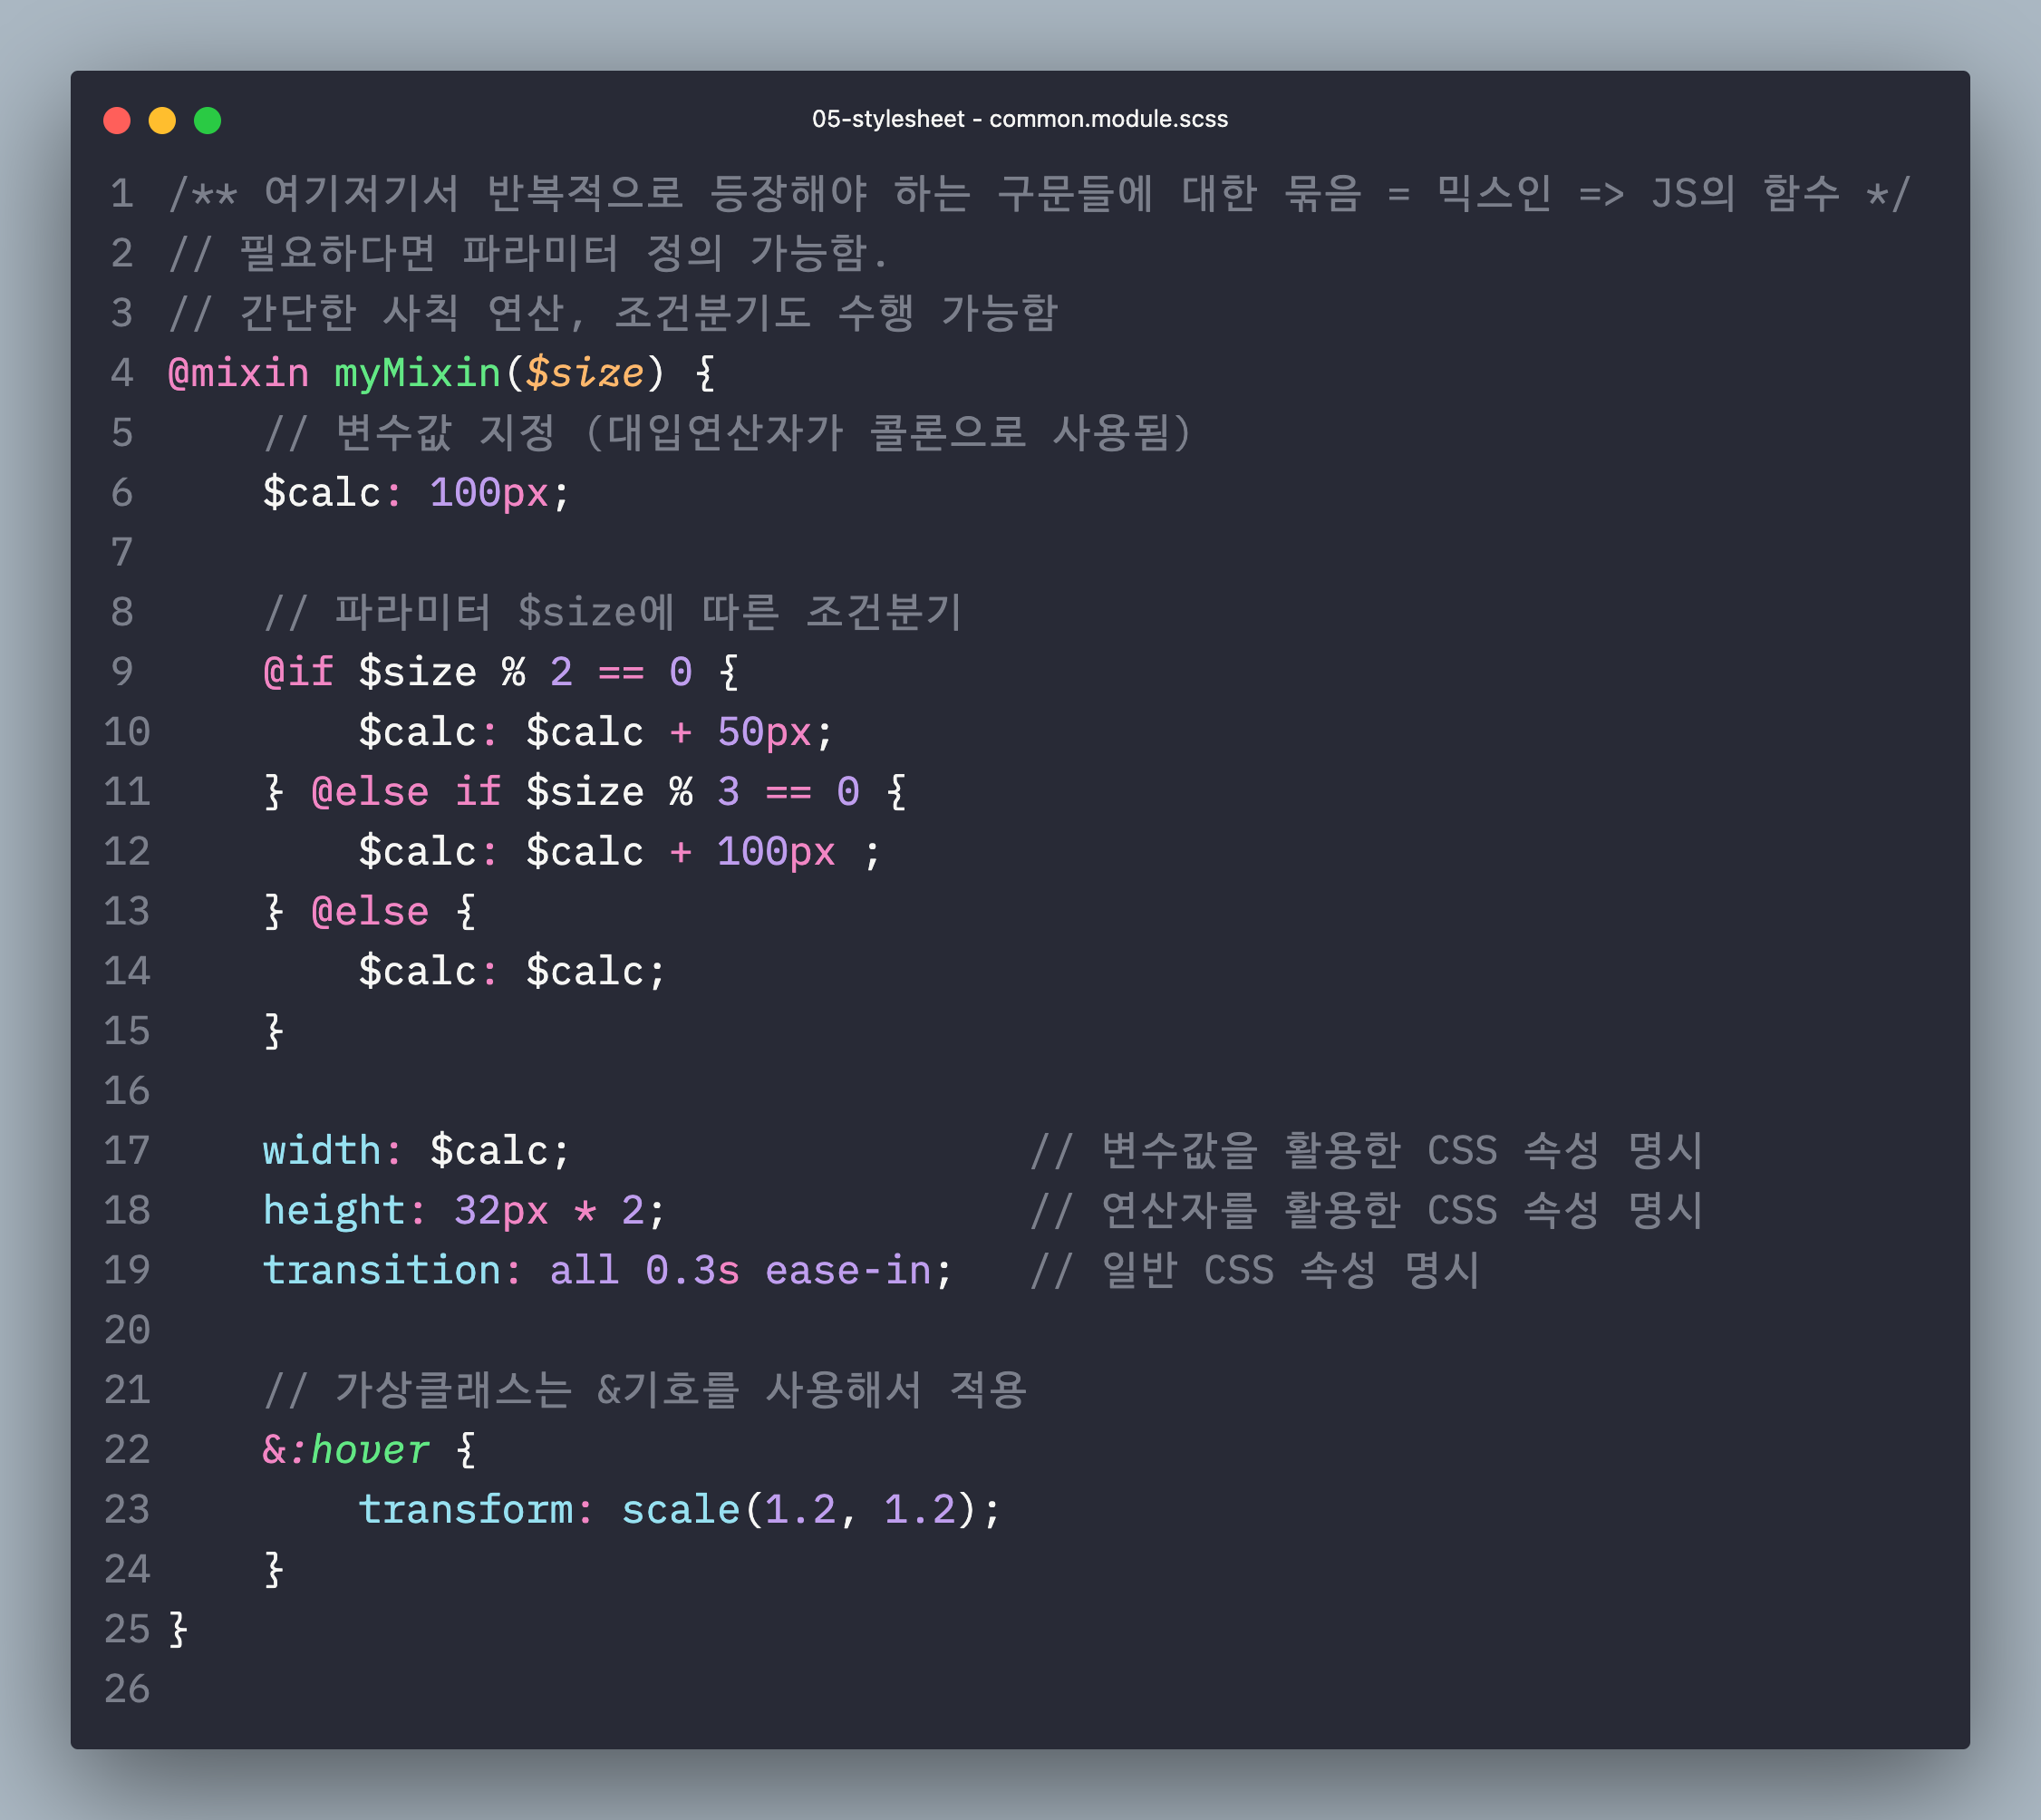 05-stylesheet - common.module.scss
1 /** 여기저기서 반복적으로 등장해야 하는 구문들에 대한 묶음 = 믹스인 => JS의 함수 */
2 // 필요하다면 파라미터 정의 가능함.
3 // 간단한 사칙 연산, 조건분기도 수행 가능함
4 @mixin myMixin($size) {
5     // 변수값 지정 (대입연산자가 콜론으로 사용됨)
6     $calc: 100px;
7
8     // 파라미터 $size에 따른 조건분기
9     @if $size % 2 == 0 {
10         $calc: $calc + 50px;
11     } @else if $size % 3 == 0 {
12         $calc: $calc + 100px ;
13     } @else {
14         $calc: $calc;
15     }
16
17     width: $calc;                   // 변수값을 활용한 CSS 속성 명시
18     height: 32px * 2;               // 연산자를 활용한 CSS 속성 명시
19     transition: all 0.3s ease-in;   // 일반 CSS 속성 명시
20
21     // 가상클래스는 &기호를 사용해서 적용
22     &:hover {
23         transform: scale(1.2, 1.2);
24     }
25 }
26